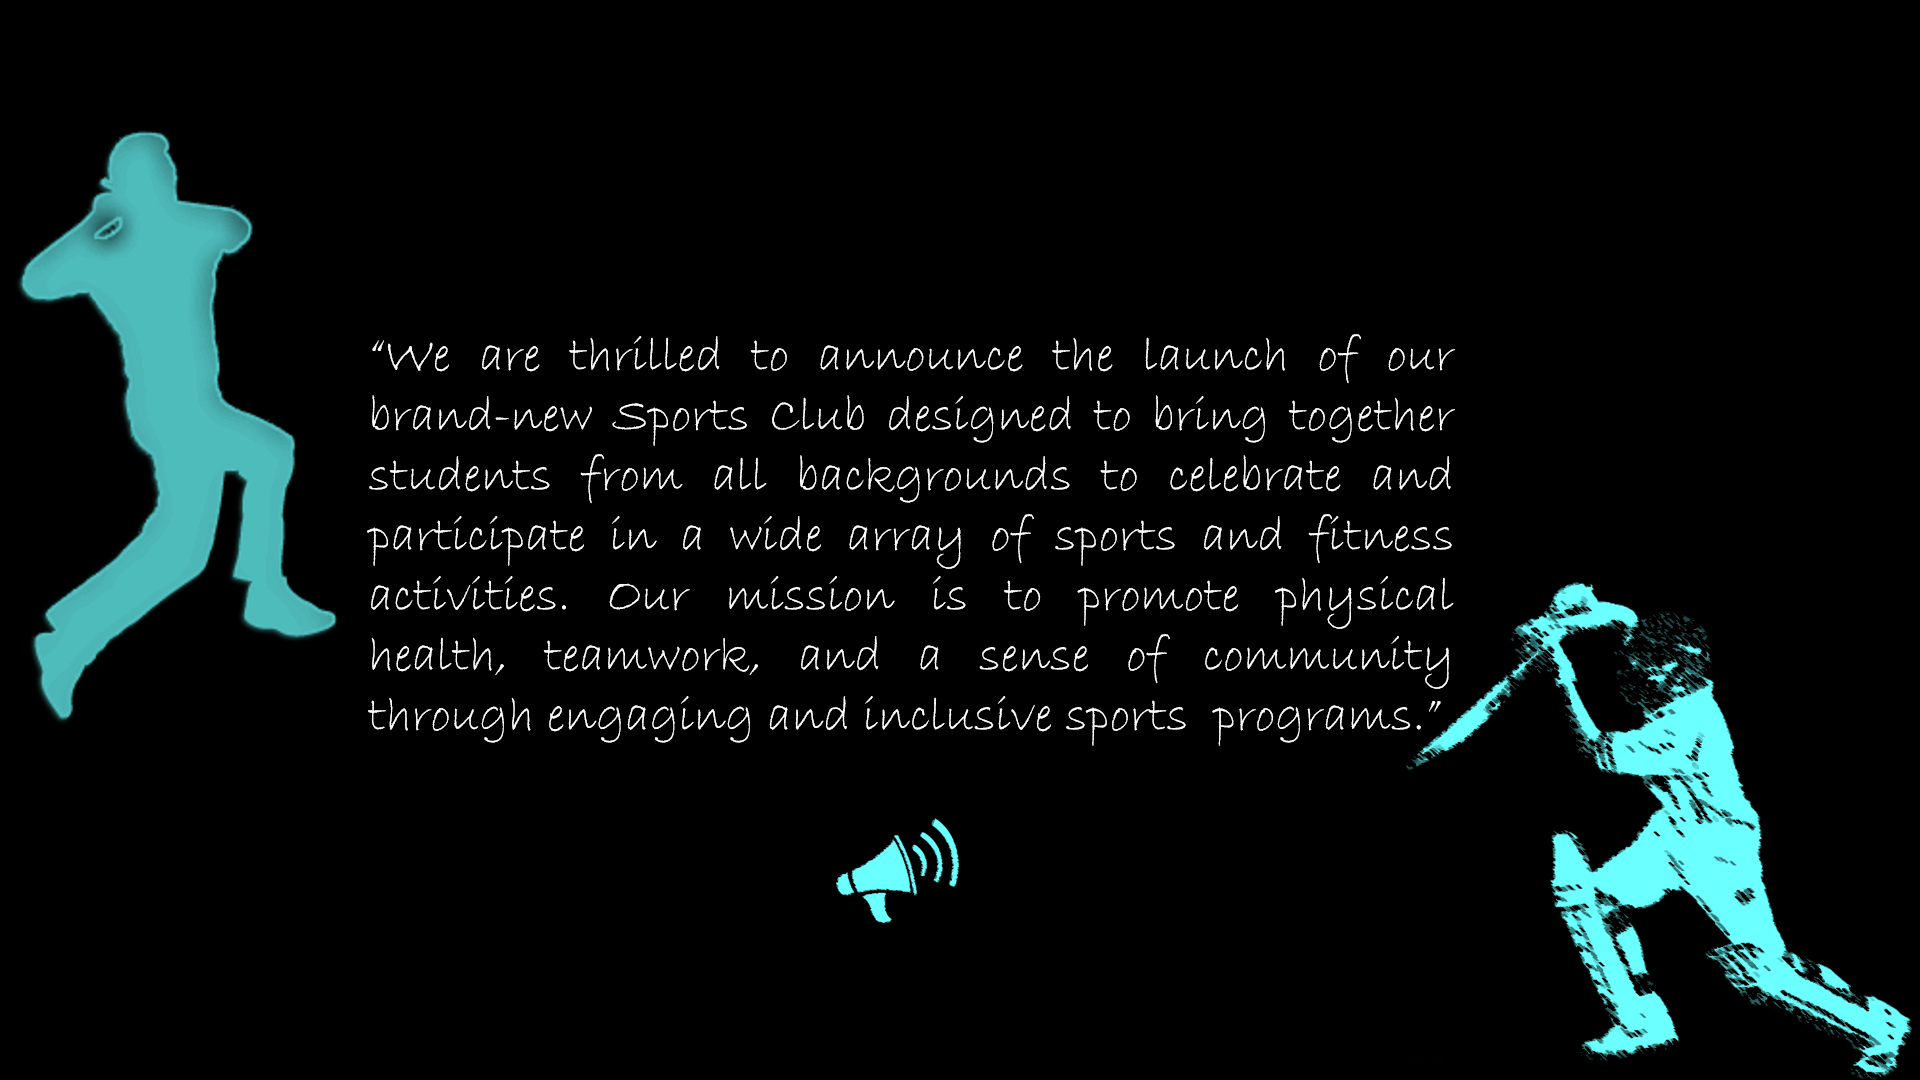 “We are thrilled to announce the launch of our
brand-new Sports Club designed to bring together
students from all backgrounds to celebrate and
participate in a wide array of sports and fitness
activities. Our mission is to promote physical
health, teamwork, and a sense of community
through engaging and inclusive sports programs.”